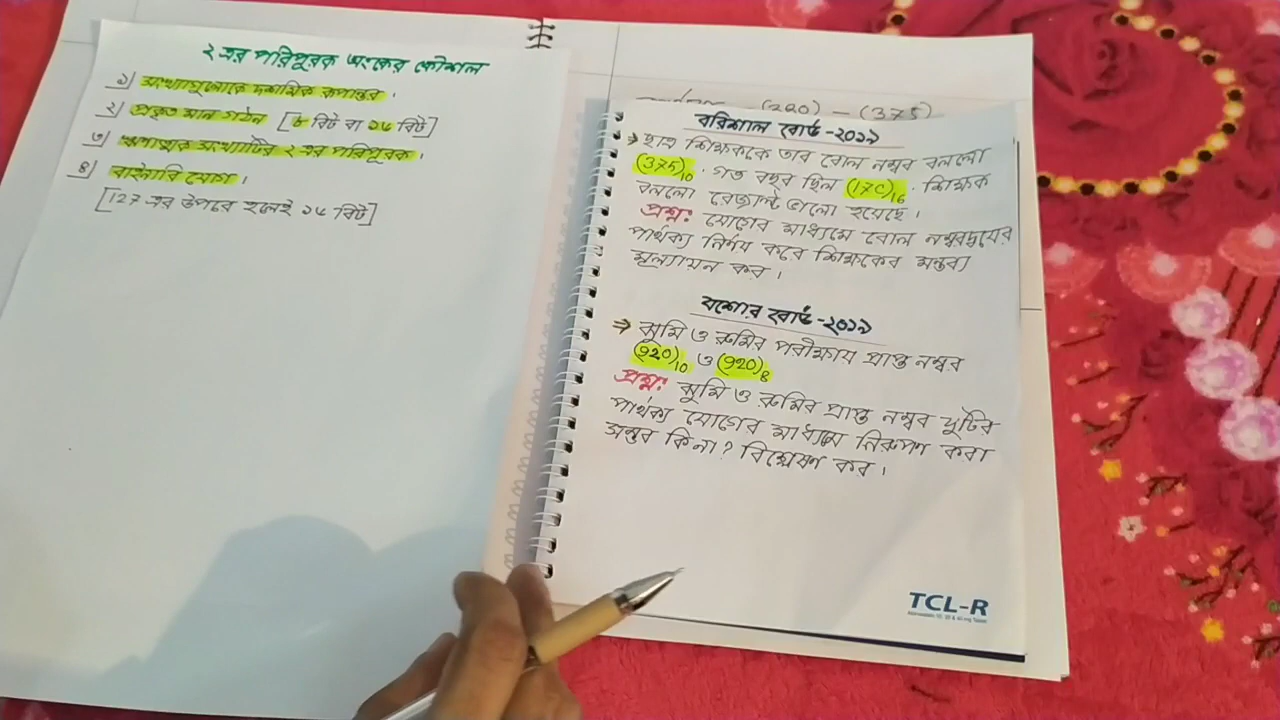 ২ এর পরিপূরক অংকের কৌশল
১) সংখ্যাগুলোকে দশমিক রূপান্তর ।
২) প্রকৃত মান গঠন [৮ বিট বা ১৬ বিট]
৩) ঋণাত্মক সংখ্যাটির ২ এর পরিপূরক ।
৪) বাইনারি যোগ ।
[127 এর উপরে হলেই ১৬ বিট]
(280) – (375)
বরিশাল বোর্ড-২০১৯
⇒ ছাত্র শিক্ষককে তার রোল নম্বর বললো
(375)₁₀ . গত বছর ছিল (17C)₁₆ . শিক্ষক
বললো রেজাল্ট ভালো হয়েছে ।
প্রশ্ন: যোগের মাধ্যমে রোল নম্বরদ্বয়ের
পার্থক্য নির্ণয় করে শিক্ষকের মন্তব্য
মূল্যায়ন কর ।
যশোর বোর্ড-২০১৯
⇒ ঝুমি ও রুমির পরীক্ষায় প্রাপ্ত নম্বর
(920)₁₀ ও (920)₈
প্রশ্ন: ঝুমি ও রুমির প্রাপ্ত নম্বর দুটির
পার্থক্য যোগের মাধ্যমে নিরুপণ করা
সম্ভব কিনা? বিশ্লেষণ কর ।
TCL-R